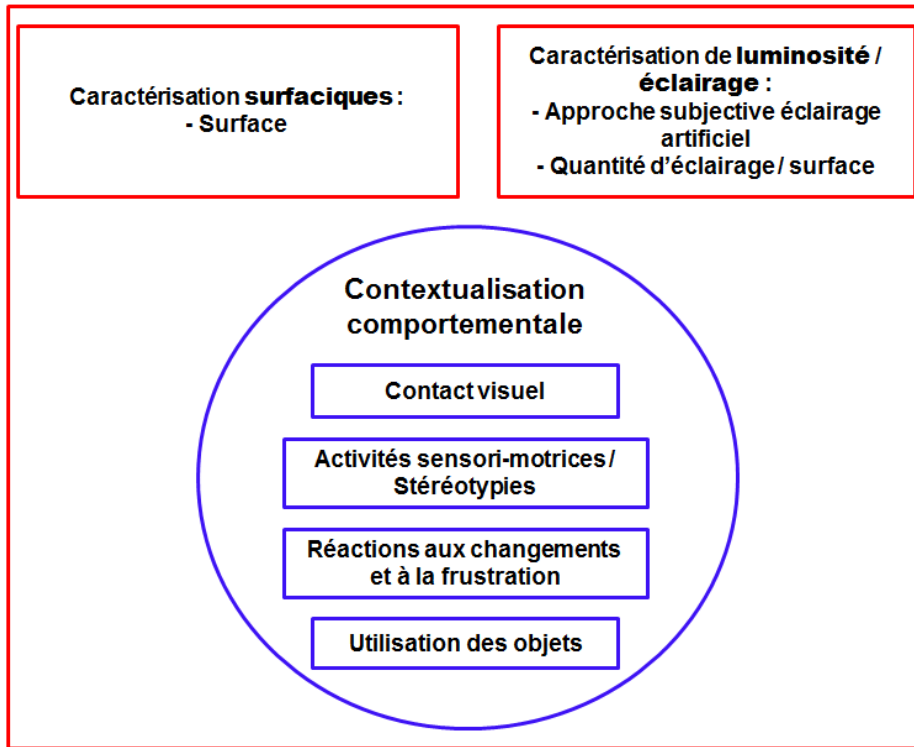 Caractérisation surfaciques :
- Surface
Caractérisation de luminosité /
éclairage :
- Approche subjective éclairage
artificiel
- Quantité d'éclairage / surface
Contextualisation
comportementale
Contact visuel
Activités sensori-motrices /
Stéréotypies
Réactions aux changements
et à la frustration
Utilisation des objets